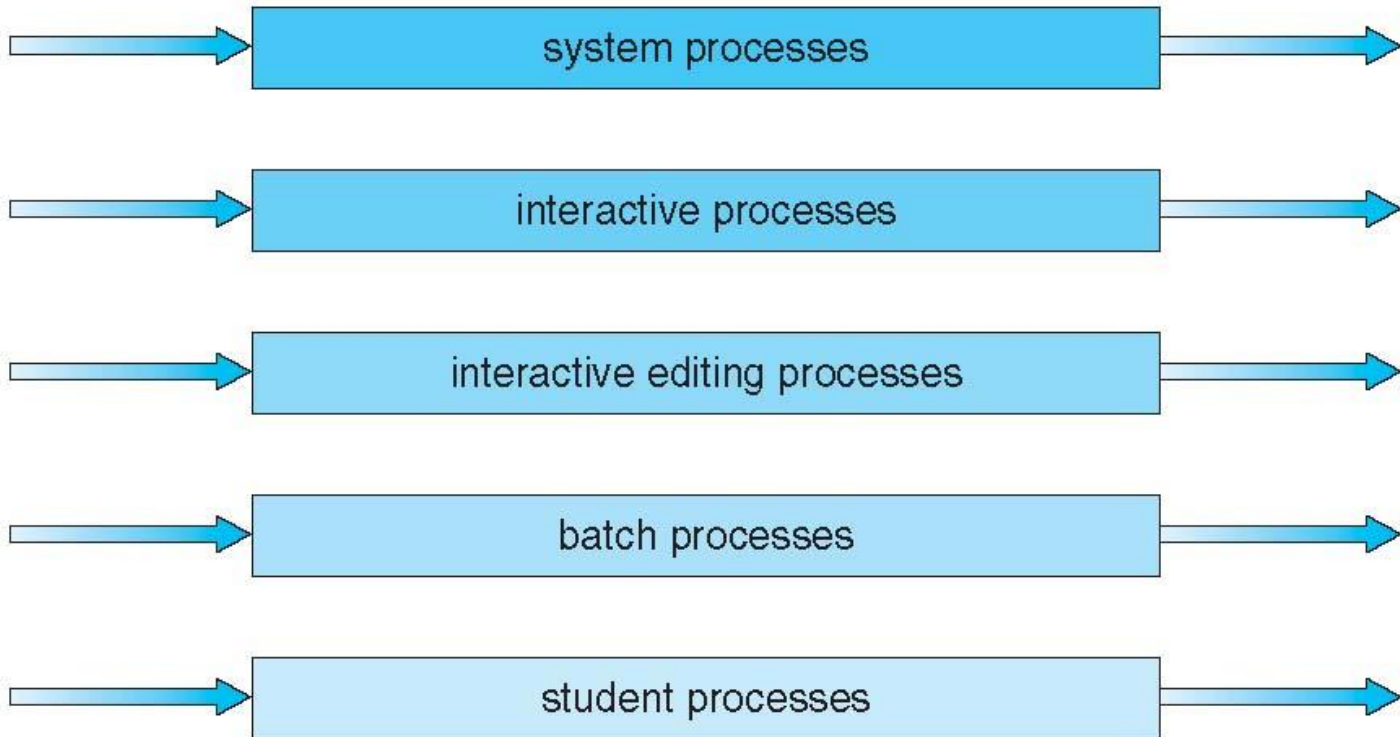 system processes
interactive processes
interactive editing processes
batch processes
student processes